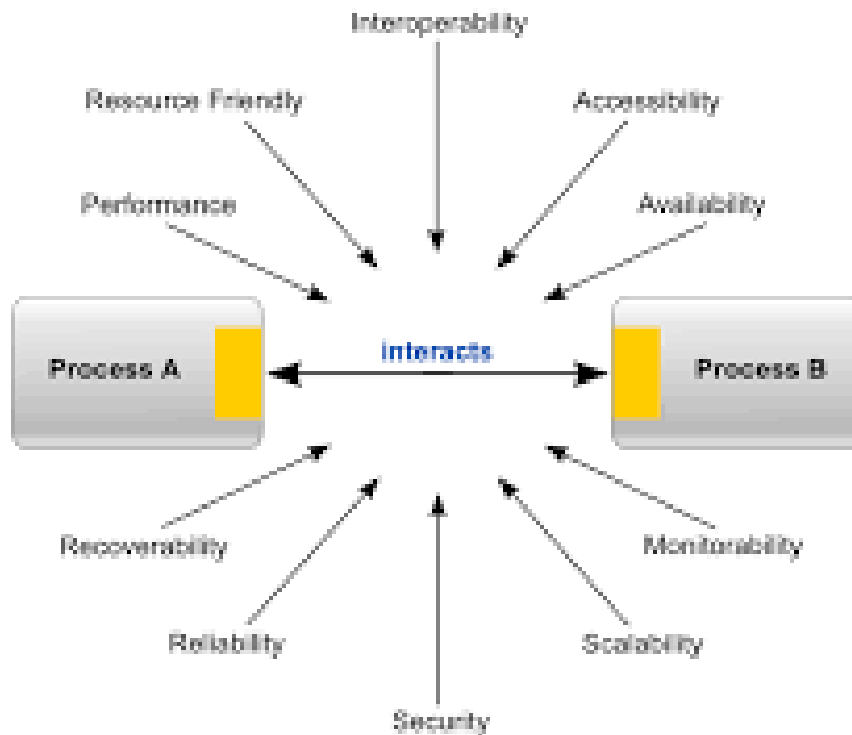 Interoperability
Resource Friendly
Accessibility
Performance
Availability
interacts
Process A
Process B
Recoverability
Monitorability
Reliability
Scalability
Security